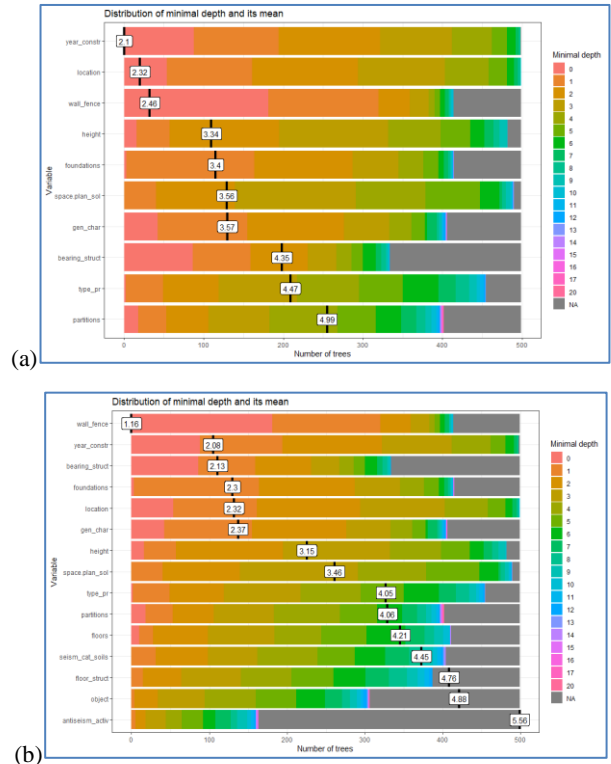 Distribution of minimal depth and its mean
Variable
year_constr
2.1
location
2.32
wall_fence
2.46
height
3.34
foundations
3.4
space.plan_sol
3.56
gen_char
3.57
bearing_struct
4.35
type_pr
4.47
partitions
4.99
0 100 200 300 400 500
Number of trees
Minimal depth
0
1
2
3
4
5
6
7
8
9
10
11
12
13
14
15
16
17
20
NA
(a)
Distribution of minimal depth and its mean
Variable
wall_fence
1.16
year_constr
2.08
bearing_struct
2.13
foundations
2.3
location
2.32
gen_char
2.37
height
3.15
space.plan_sol
3.46
type_pr
4.05
partitions
4.06
floors
4.21
seism_cat_soils
4.45
floor_struct
4.76
object
4.88
antiseism_activ
5.56
0 100 200 300 400 500
Number of trees
Minimal depth
0
1
2
3
4
5
6
7
8
9
10
11
12
13
14
15
16
17
20
NA
(b)